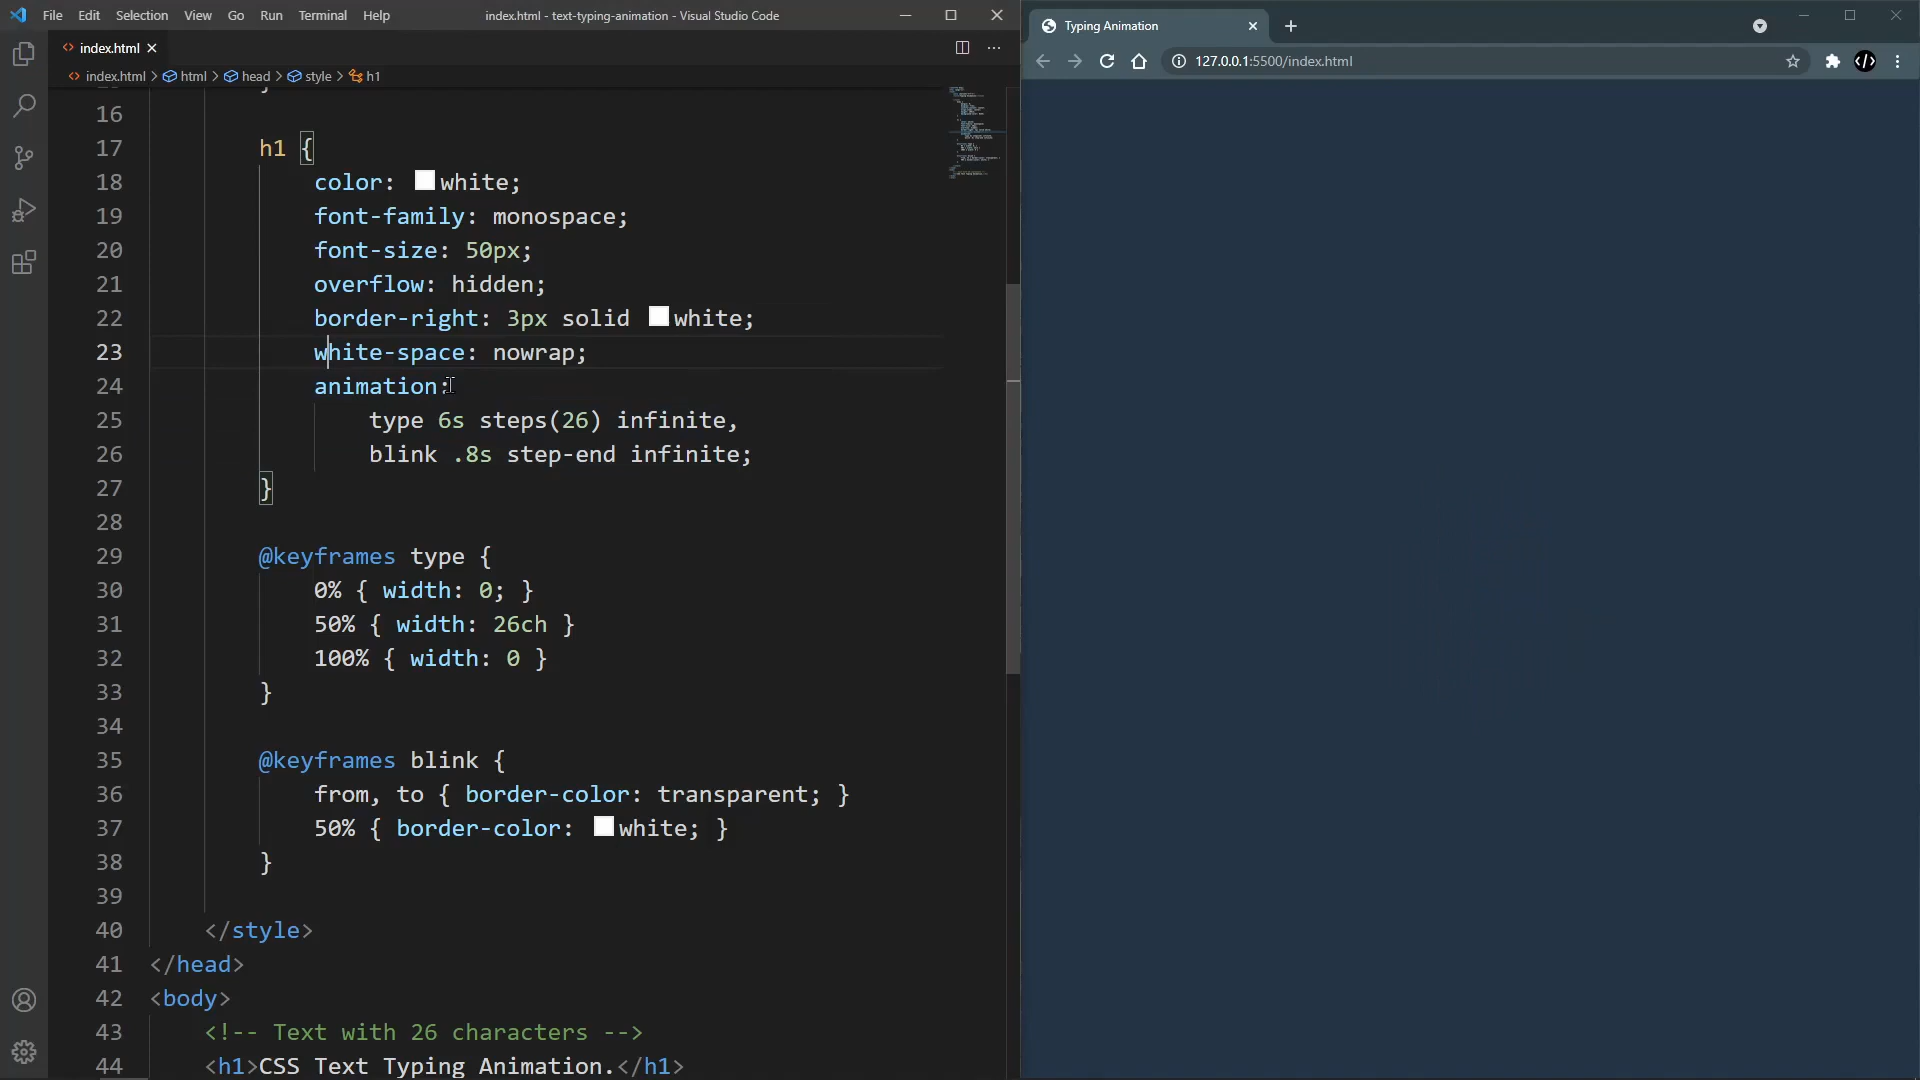 File Edit Selection View Go Run Terminal Help
index.html - text-typing-animation - Visual Studio Code
index.html
index.html > html > head > style > h1
16
17 h1 {
18 color: white;
19 font-family: monospace;
20 font-size: 50px;
21 overflow: hidden;
22 border-right: 3px solid white;
23 white-space: nowrap;
24 animation:
25 type 6s steps(26) infinite,
26 blink .8s step-end infinite;
27 }
28
29 @keyframes type {
30 0% { width: 0; }
31 50% { width: 26ch }
32 100% { width: 0 }
33 }
34
35 @keyframes blink {
36 from, to { border-color: transparent; }
37 50% { border-color: white; }
38 }
39
40 </style>
41 </head>
42 <body>
43 <!-- Text with 26 characters -->
44 <h1>CSS Text Typing Animation.</h1>
Typing Animation
127.0.0.1:5500/index.html